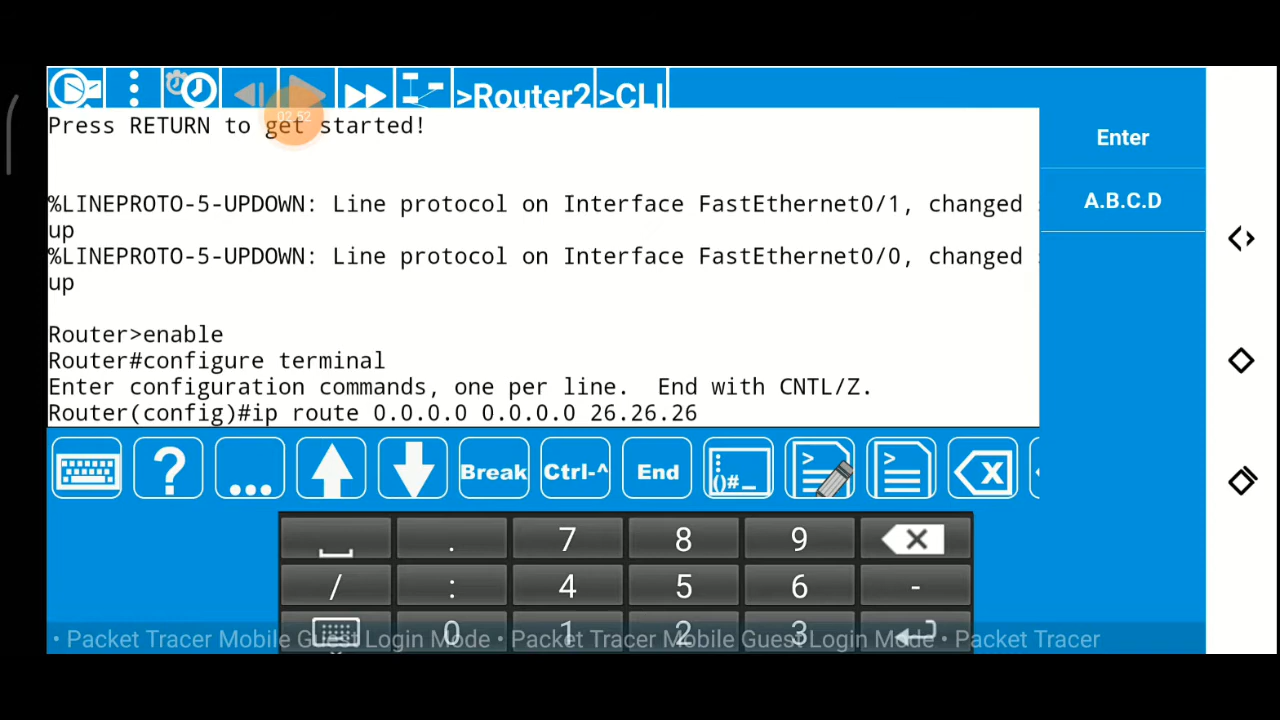 >Router2 >CLI
02:52
Press RETURN to get started!
%LINEPROTO-5-UPDOWN: Line protocol on Interface FastEthernet0/1, changed
up
%LINEPROTO-5-UPDOWN: Line protocol on Interface FastEthernet0/0, changed
up
Router>enable
Router#configure terminal
Enter configuration commands, one per line.  End with CNTL/Z.
Router(config)#ip route 0.0.0.0 0.0.0.0 26.26.26
Enter
A.B.C.D
? ... Break Ctrl-^ End ()#_ > >
. 7 8 9
/ : 4 5 6 -
0 1 2 3
• Packet Tracer Mobile Guest Login Mode • Packet Tracer Mobile Guest Login Mode • Packet Tracer